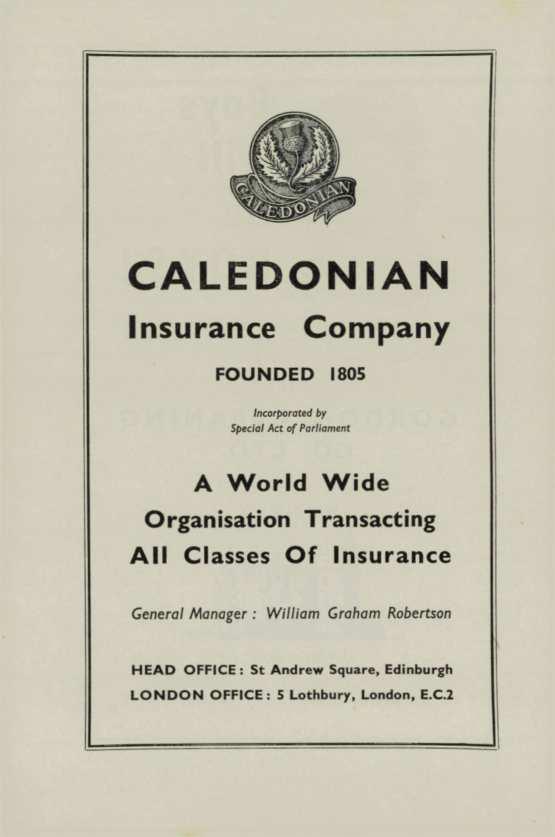 CALEDONIAN
CALEDONIAN
Insurance Company
FOUNDED 1805
Incorporated by
Special Act of Parliament
A World Wide
Organisation Transacting
All Classes Of Insurance
General Manager : William Graham Robertson
HEAD OFFICE : St Andrew Square, Edinburgh
LONDON OFFICE : 5 Lothbury, London, E.C.2